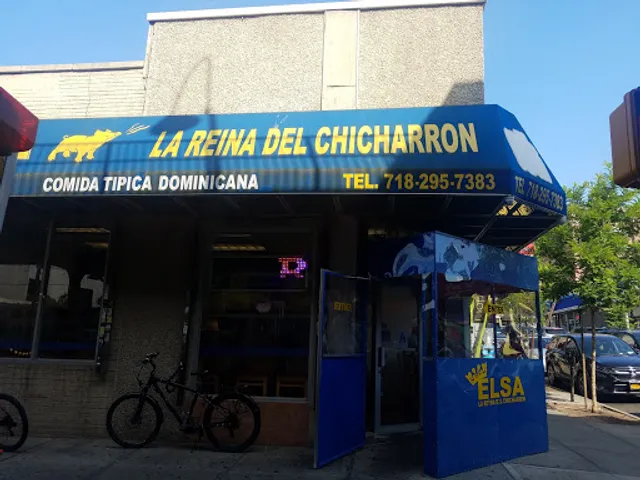 LA REINA DEL CHICHARRON
COMIDA TIPICA DOMINICANA
TEL. 718-295-7383
TEL. 718-295-7383
ENTER
ELSA
LA REINA DEL CHICHARRON